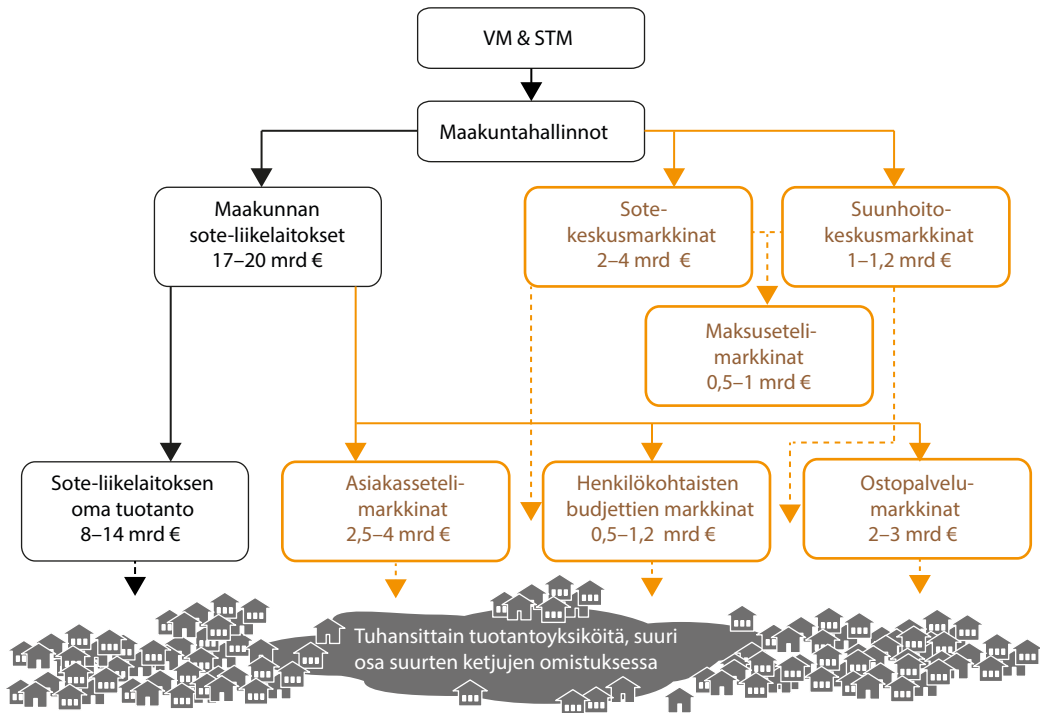 VM & STM
Maakuntahallinnot
Maakunnan
sote-liikelaitokset
17–20 mrd €
Sote-
keskusmarkkinat
2–4 mrd €
Suunhoito-
keskusmarkkinat
1–1,2 mrd €
Maksuseteli-
markkinat
0,5–1 mrd €
Sote-liikelaitoksen
oma tuotanto
8–14 mrd €
Asiakasseteli-
markkinat
2,5–4 mrd €
Henkilökohtaisten
budjettien markkinat
0,5–1,2 mrd €
Ostopalvelu-
markkinat
2–3 mrd €
Tuhansittain tuotantoyksiköitä, suuri
osa suurten ketjujen omistuksessa